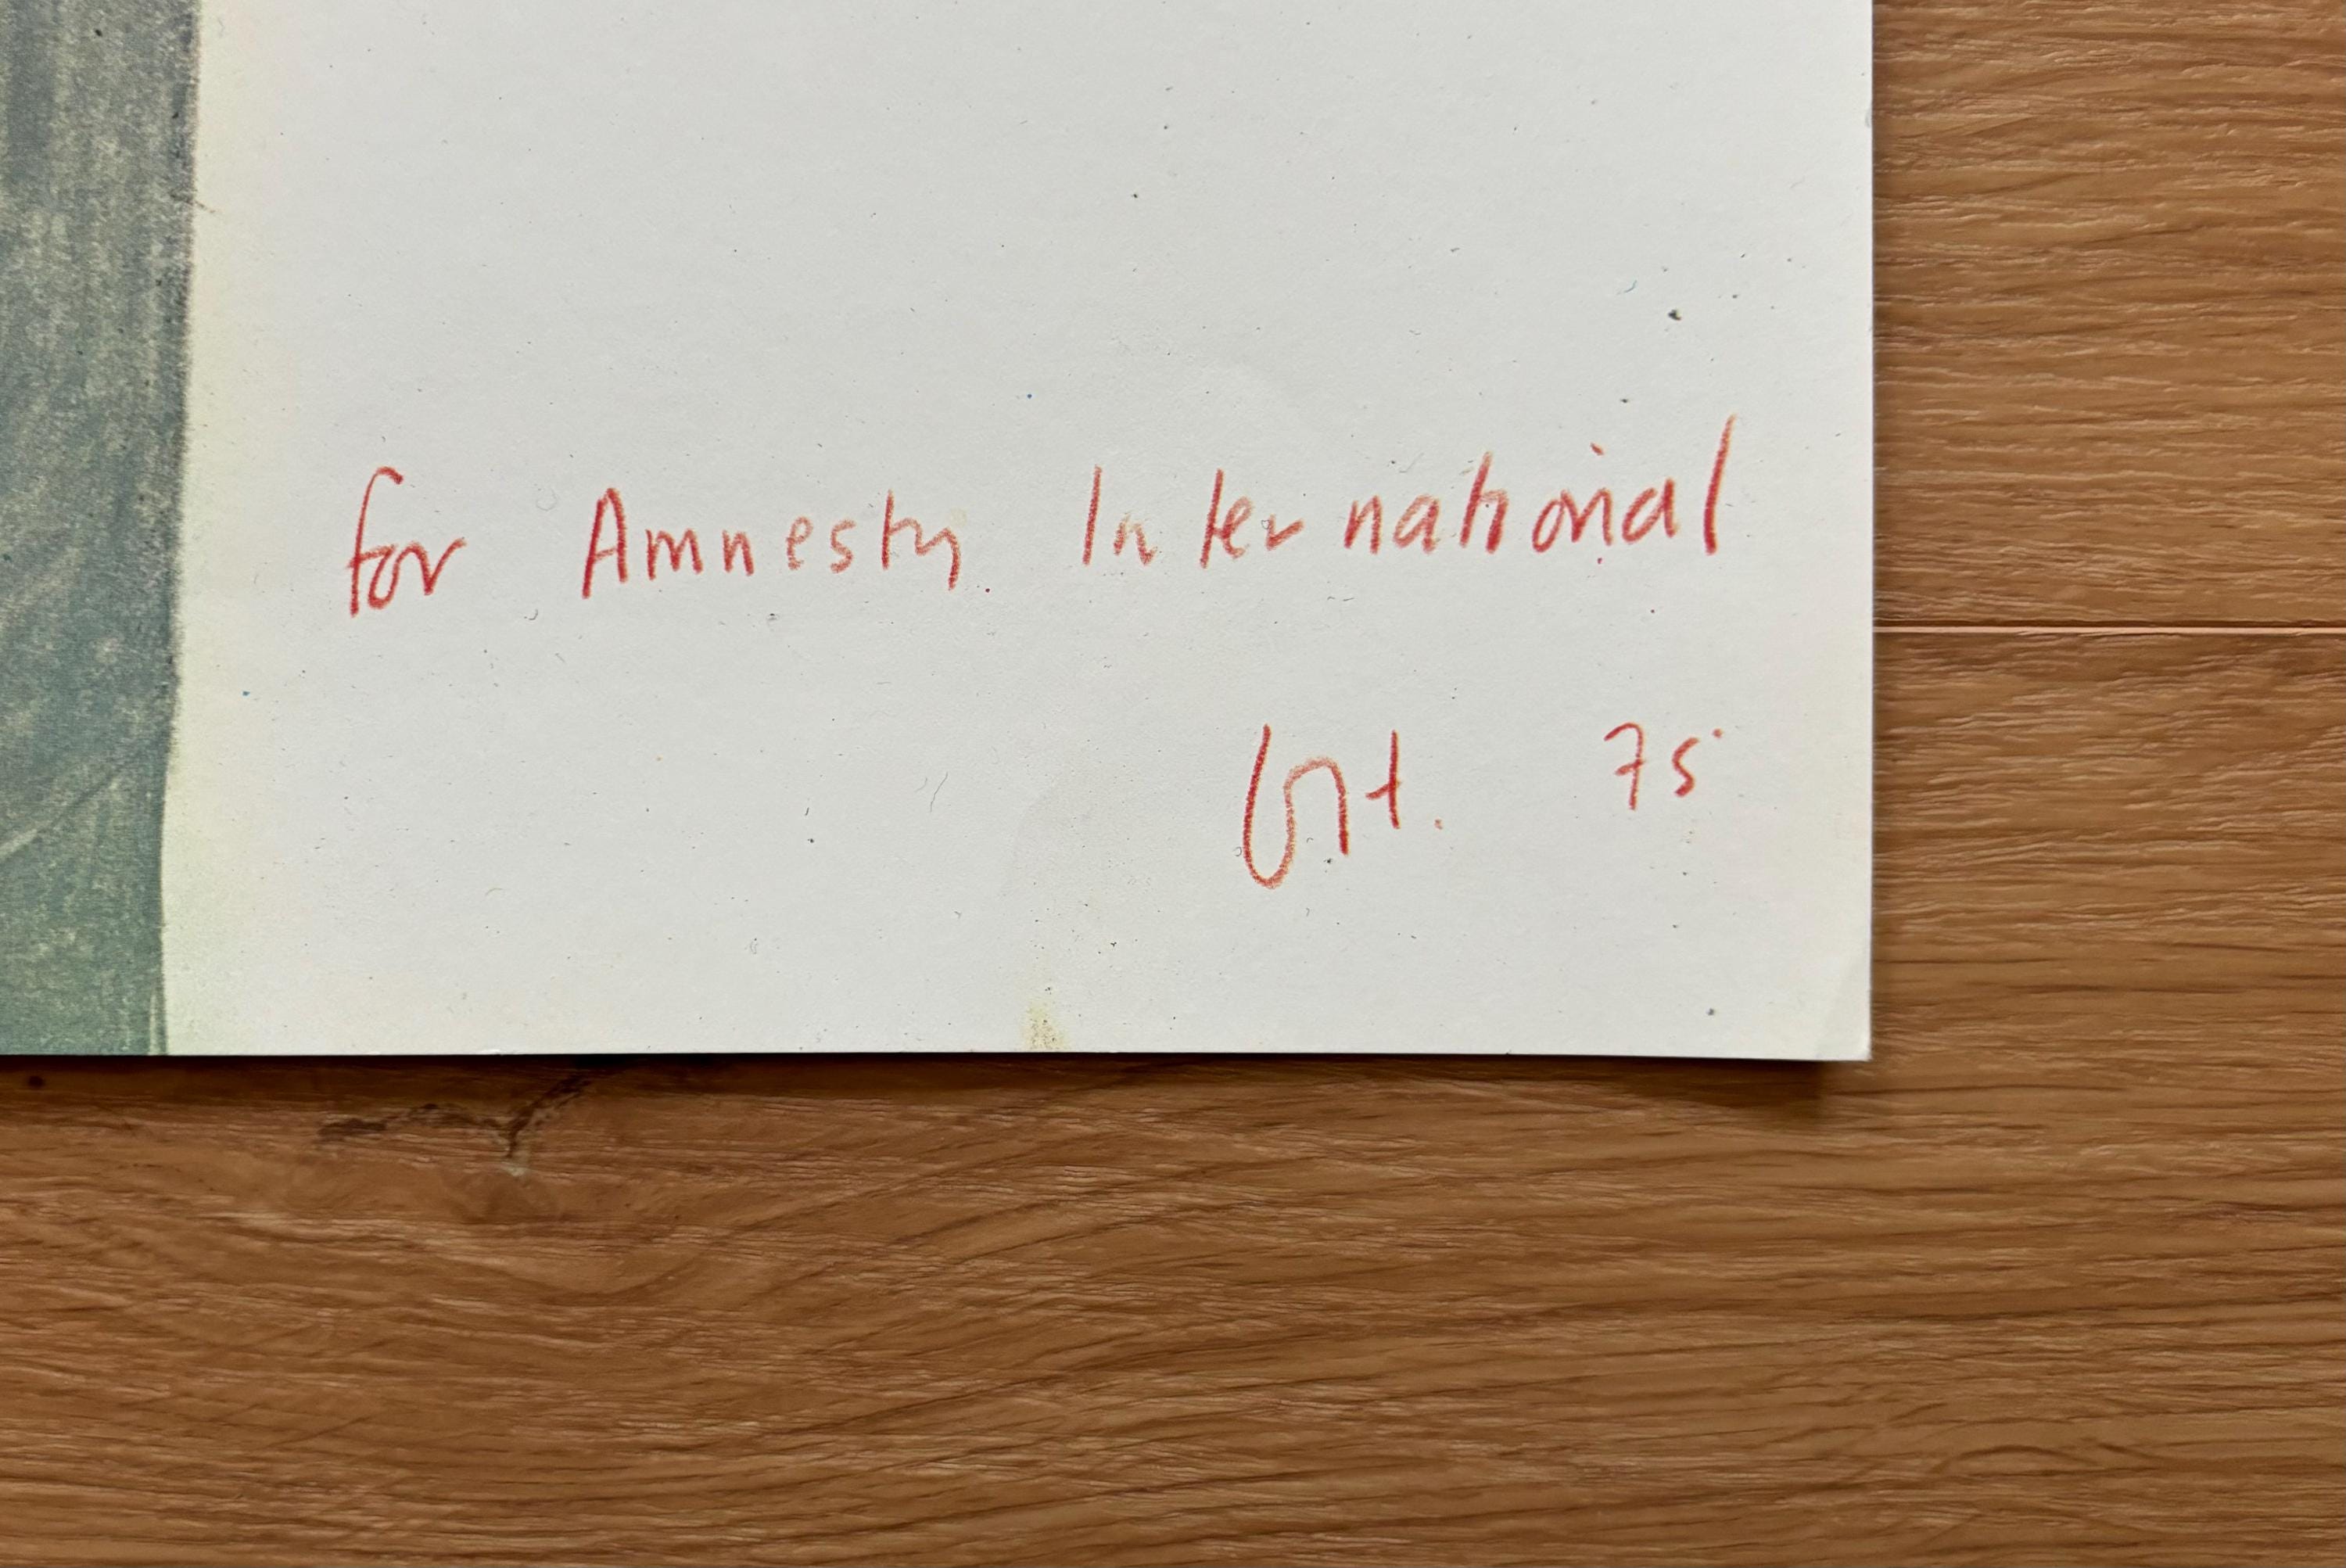 for Amnesty International
75